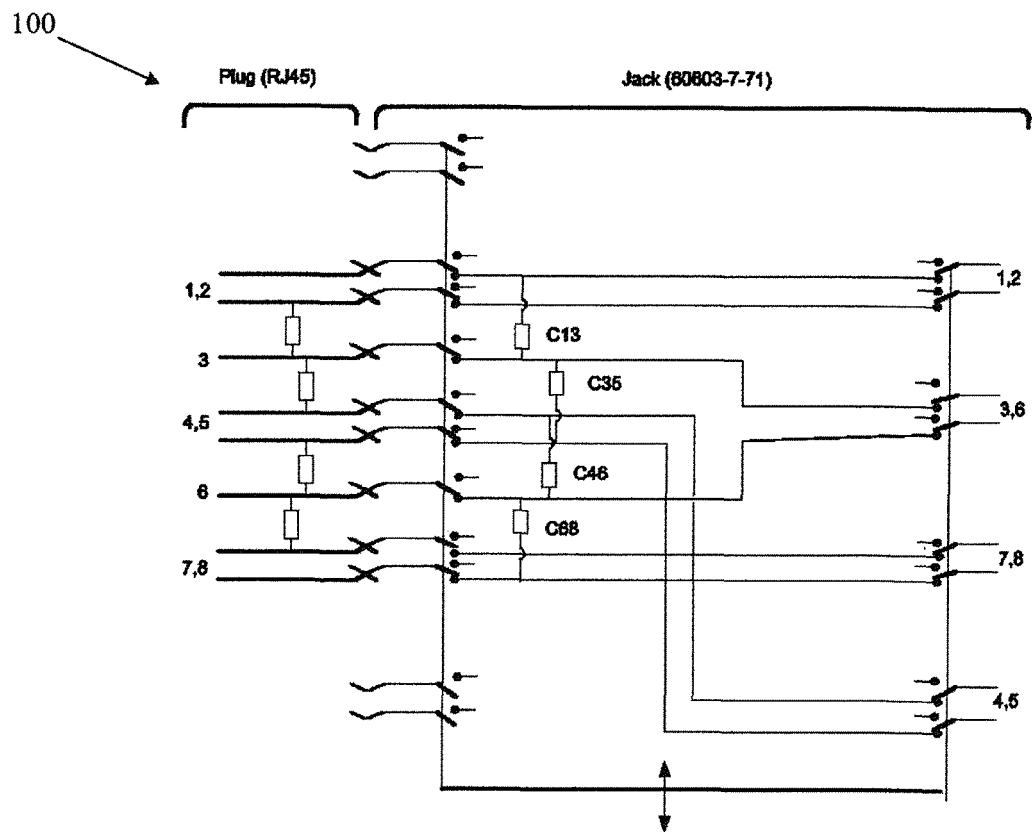 100
Plug (RJ45)
Jack (60603-7-71)
1,2
1,2
C13
3
C35
4,5
3,6
C46
6
C68
7,8
7,8
4,5